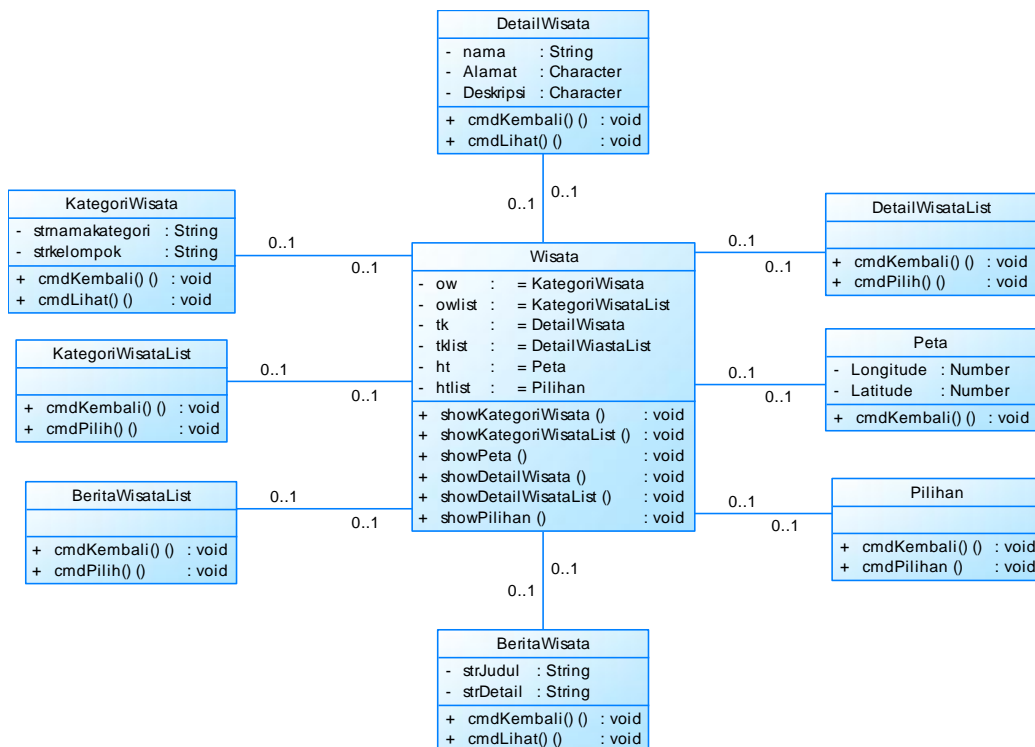 DetailWisata
- nama : String
- Alamat : Character
- Deskripsi : Character
+ cmdKembali() () : void
+ cmdLihat() () : void
0..1
0..1
KategoriWisata
- strnamakategori : String
- strkelompok : String
+ cmdKembali() () : void
+ cmdLihat() () : void
0..1
0..1
KategoriWisataList
+ cmdKembali() () : void
+ cmdPilih() () : void
0..1
0..1
BeritaWisataList
+ cmdKembali() () : void
+ cmdPilih() () : void
0..1
0..1
Wisata
- ow : = KategoriWisata
- owlist : = KategoriWisataList
- tk : = DetailWisata
- tklist : = DetailWiastaList
- ht : = Peta
- htlist : = Pilihan
+ showKategoriWisata () : void
+ showKategoriWisataList () : void
+ showPeta () : void
+ showDetailWisata () : void
+ showDetailWisataList () : void
+ showPilihan () : void
DetailWisataList
+ cmdKembali() () : void
+ cmdPilih() () : void
0..1
0..1
Peta
- Longitude : Number
- Latitude : Number
+ cmdKembali() () : void
0..1
0..1
Pilihan
+ cmdKembali() () : void
+ cmdPilihan () : void
0..1
0..1
0..1
0..1
BeritaWisata
- strJudul : String
- strDetail : String
+ cmdKembali() () : void
+ cmdLihat() () : void